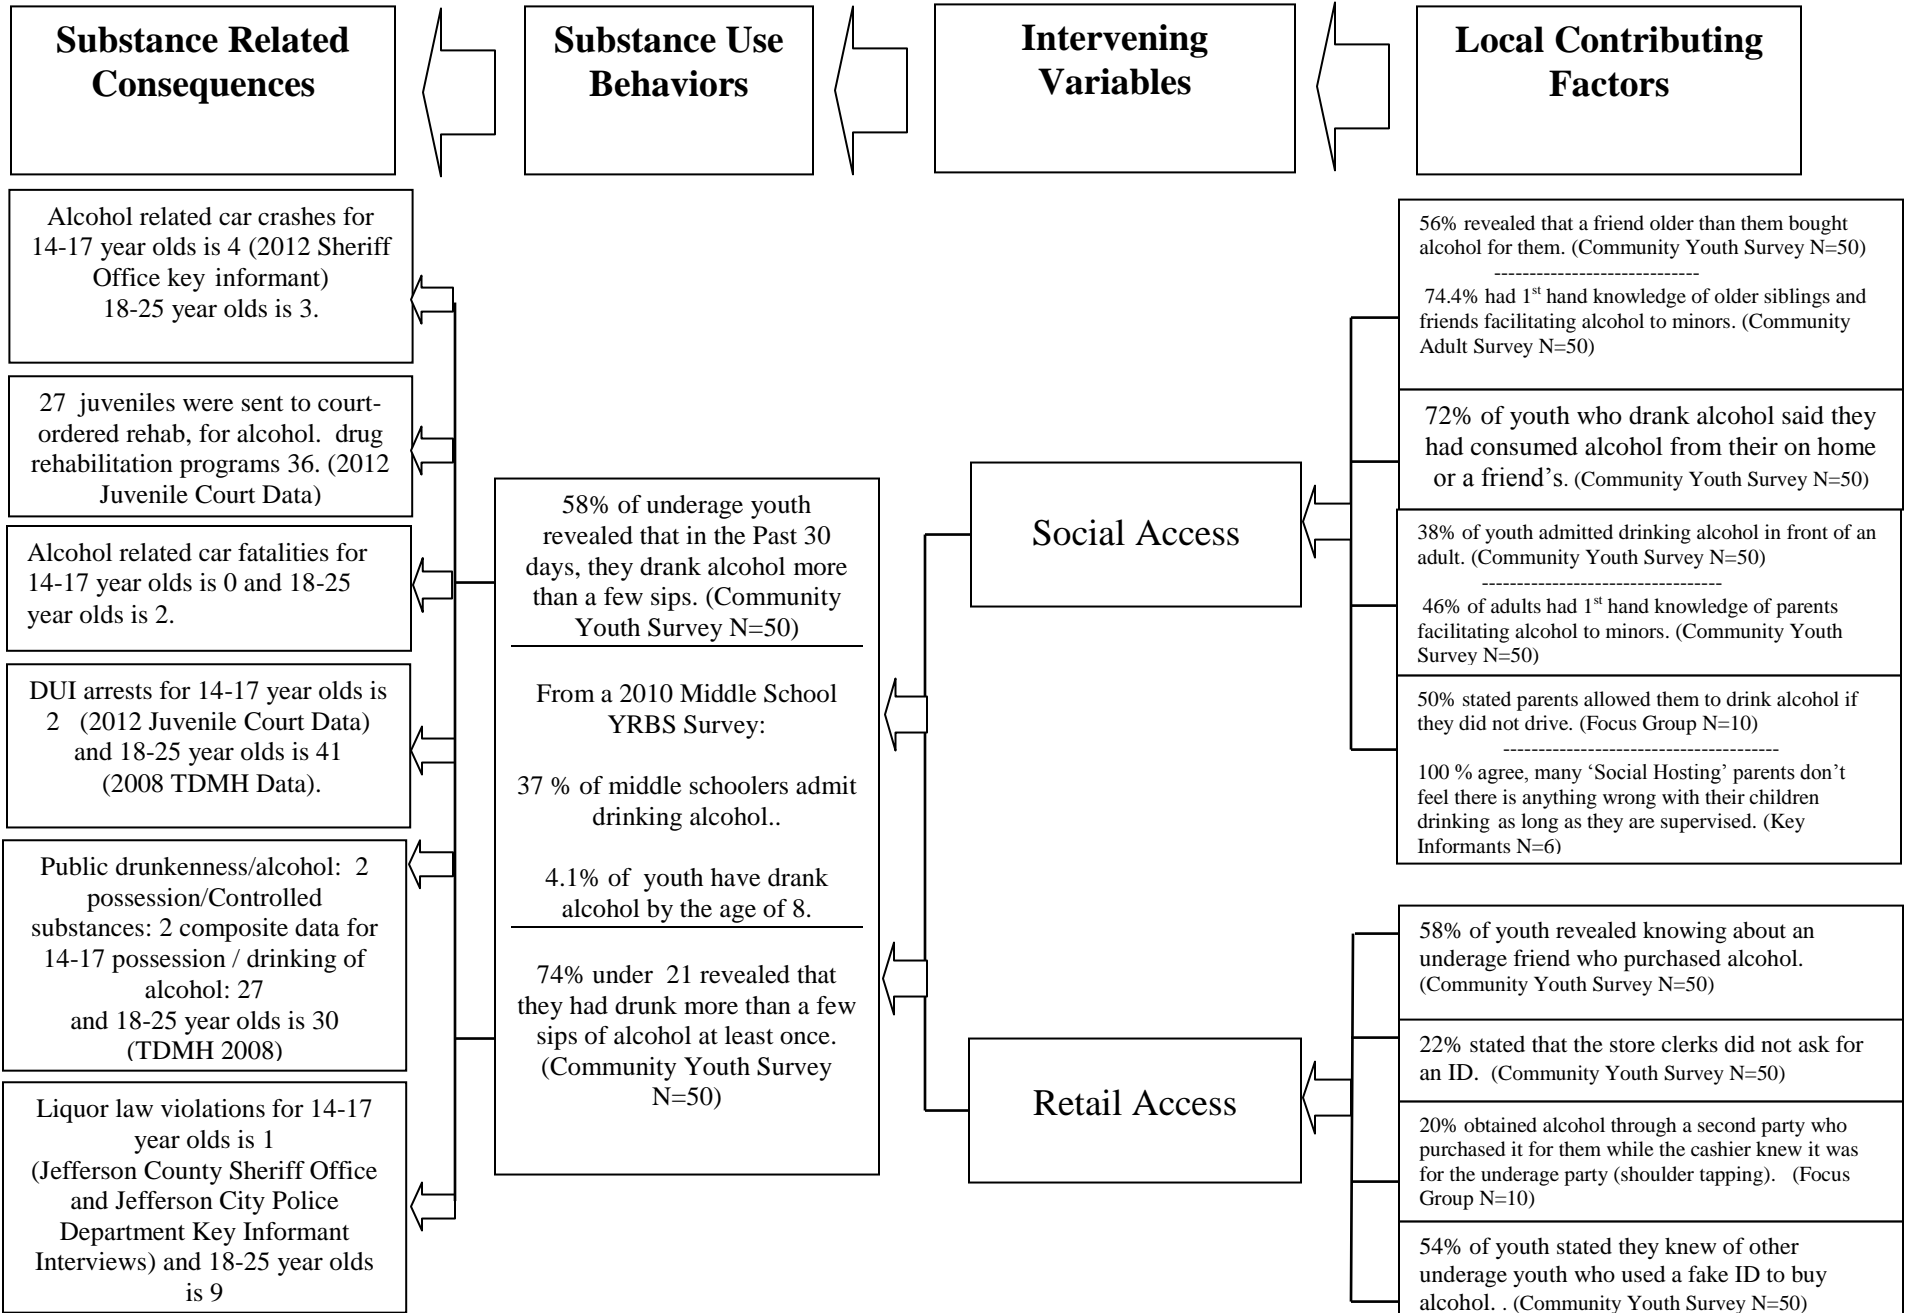 Substance Related
Consequences
Substance Use
Behaviors
Intervening
Variables
Local Contributing
Factors
Alcohol related car crashes for
14-17 year olds is 4 (2012 Sheriff
Office key informant)
18-25 year olds is 3.
27 juveniles were sent to court-
ordered rehab, for alcohol. drug
rehabilitation programs 36. (2012
Juvenile Court Data)
Alcohol related car fatalities for
14-17 year olds is 0 and 18-25
year olds is 2.
DUI arrests for 14-17 year olds is
2 (2012 Juvenile Court Data)
and 18-25 year olds is 41
(2008 TDMH Data).
Public drunkenness/alcohol: 2
possession/Controlled
substances: 2 composite data for
14-17 possession / drinking of
alcohol: 27
and 18-25 year olds is 30
(TDMH 2008)
Liquor law violations for 14-17
year olds is 1
(Jefferson County Sheriff Office
and Jefferson City Police
Department Key Informant
Interviews) and 18-25 year olds
is 9
58% of underage youth
revealed that in the Past 30
days, they drank alcohol more
than a few sips. (Community
Youth Survey N=50)
From a 2010 Middle School
YRBS Survey:
37 % of middle schoolers admit
drinking alcohol..
4.1% of youth have drank
alcohol by the age of 8.
74% under 21 revealed that
they had drunk more than a few
sips of alcohol at least once.
(Community Youth Survey
N=50)
Social Access
Retail Access
56% revealed that a friend older than them bought
alcohol for them. (Community Youth Survey N=50)
-----------------------------
74.4% had 1st hand knowledge of older siblings and
friends facilitating alcohol to minors. (Community
Adult Survey N=50)
72% of youth who drank alcohol said they
had consumed alcohol from their on home
or a friend's. (Community Youth Survey N=50)
38% of youth admitted drinking alcohol in front of an
adult. (Community Youth Survey N=50)
----------------------------------
46% of adults had 1st hand knowledge of parents
facilitating alcohol to minors. (Community Youth
Survey N=50)
50% stated parents allowed them to drink alcohol if
they did not drive. (Focus Group N=10)
---------------------------------------
100 % agree, many ‘Social Hosting’ parents don’t
feel there is anything wrong with their children
drinking as long as they are supervised. (Key
Informants N=6)
58% of youth revealed knowing about an
underage friend who purchased alcohol.
(Community Youth Survey N=50)
22% stated that the store clerks did not ask for
an ID. (Community Youth Survey N=50)
20% obtained alcohol through a second party who
purchased it for them while the cashier knew it was
for the underage party (shoulder tapping). (Focus
Group N=10)
54% of youth stated they knew of other
underage youth who used a fake ID to buy
alcohol. . (Community Youth Survey N=50)